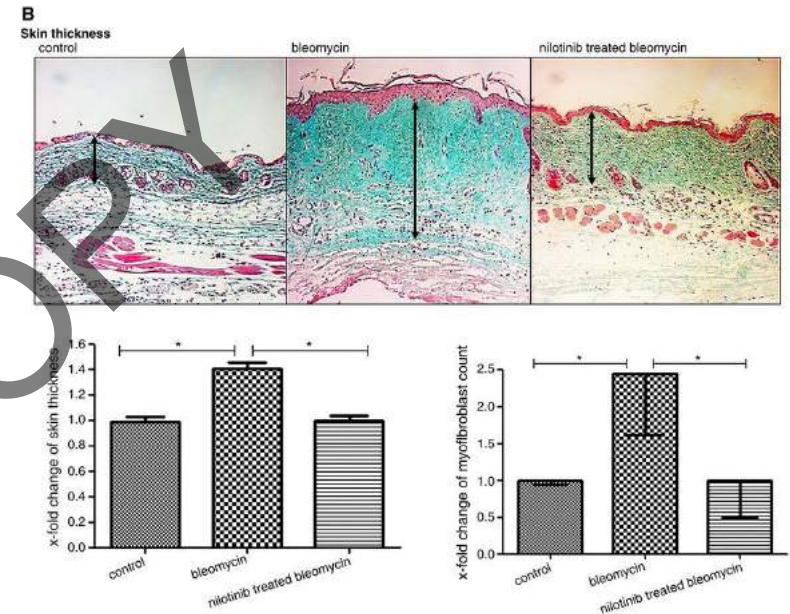 B
Skin thickness
control
bleomycin
nilotinib treated bleomycin
OPY
x-fold change of skin thickness
1.6
1.4
1.2
1.0
0.8
0.6
0.4
0.2
0.0
*
*
control
bleomycin
nilotinib treated bleomycin
x-fold change of myofibroblast count
2.5
2.0
1.5
1.0
0.5
0.0
*
*
control
bleomycin
nilotinib treated bleomycin